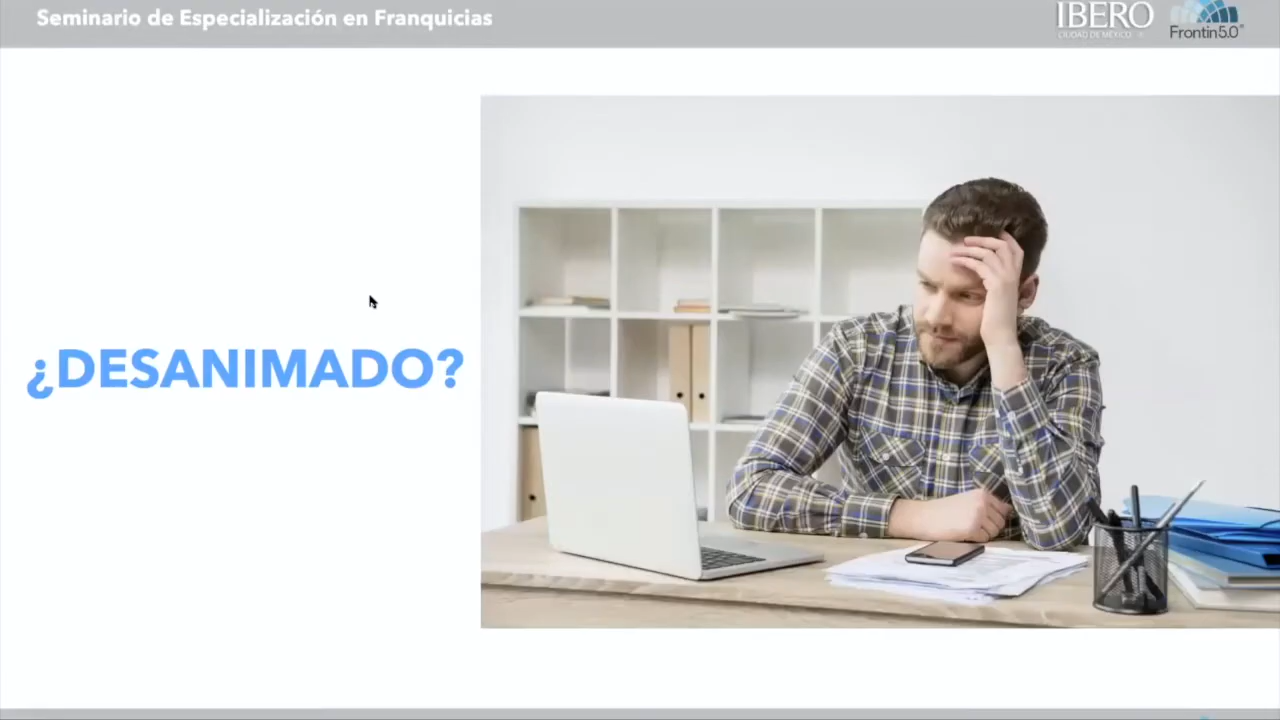 Seminario de Especialización en Franquicias
IBERO
CIUDAD DE MÉXICO
Frontin5.0
¿DESANIMADO?